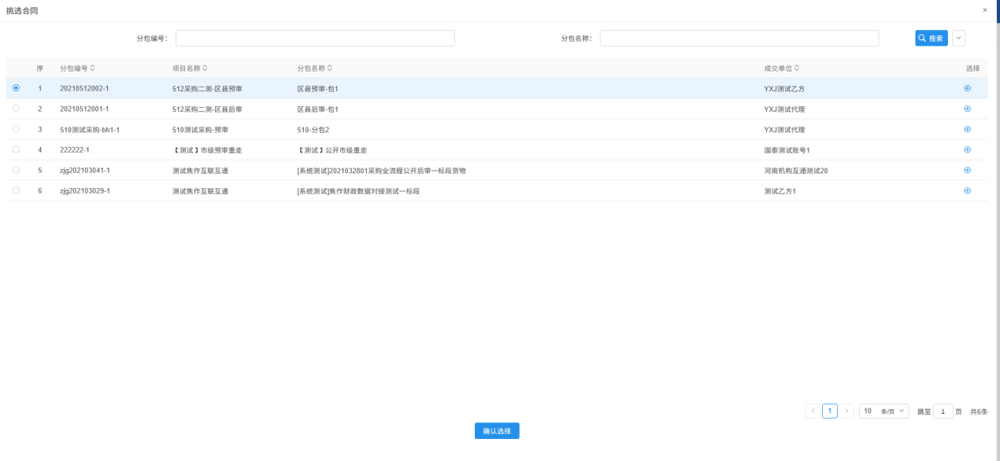 挑选合同 ×
分包编号： 分包名称： 搜索
序 分包编号 项目名称 分包名称 成交单位 选择
1 20210512002-1 512采购二测-区县预审 区县预审-包1 YXJ测试乙方
2 20210512001-1 512采购二测-区县后审 区县后审-包1 YXJ测试代理
3 510测试采购-bh1-1 510测试采购-预审 510-分包2 YXJ测试代理
4 222222-1 【测试】市级预审重走 【测试】公开市级重走 国泰测试账号1
5 zjg202103041-1 测试焦作互联互通 [系统测试]2021032801采购全流程公开后审一标段货物 河南机构互通测试20
6 zjg202103029-1 测试焦作互联互通 [系统测试]焦作财政数据对接测试一标段 测试乙方1
1 10 条/页 跳至 1 页 共6条
确认选择